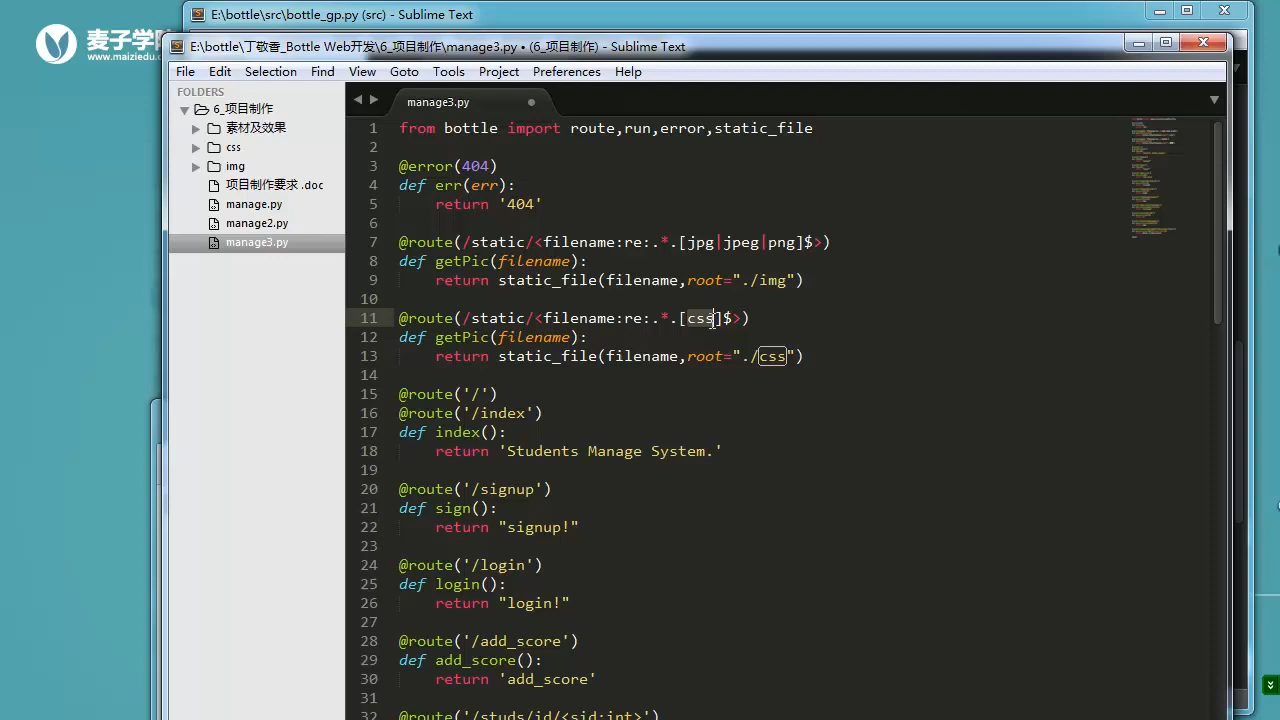 E:\bottle\src\bottle_gp.py (src) - Sublime Text
麦子学院
www.maiziedu.
E:\bottle\丁敬香_Bottle Web开发\6_项目制作\manage3.py • (6_项目制作) - Sublime Text
File Edit Selection Find View Goto Tools Project Preferences Help
FOLDERS
6_项目制作
素材及效果
css
img
项目制作要求 .doc
manage.py
manage2.py
manage3.py
manage3.py
1 from bottle import route,run,error,static_file
2
3 @error(404)
4 def err(err):
5 return '404'
6
7 @route(/static/<filename:re:.*.[jpg|jpeg|png]$>)
8 def getPic(filename):
9 return static_file(filename,root="./img")
10
11 @route(/static/<filename:re:.*.[css]$>)
12 def getPic(filename):
13 return static_file(filename,root="./css")
14
15 @route('/')
16 @route('/index')
17 def index():
18 return 'Students Manage System.'
19
20 @route('/signup')
21 def sign():
22 return "signup!"
23
24 @route('/login')
25 def login():
26 return "login!"
27
28 @route('/add_score')
29 def add_score():
30 return 'add_score'
31
32 @route('/studs/id/<sid:int>')